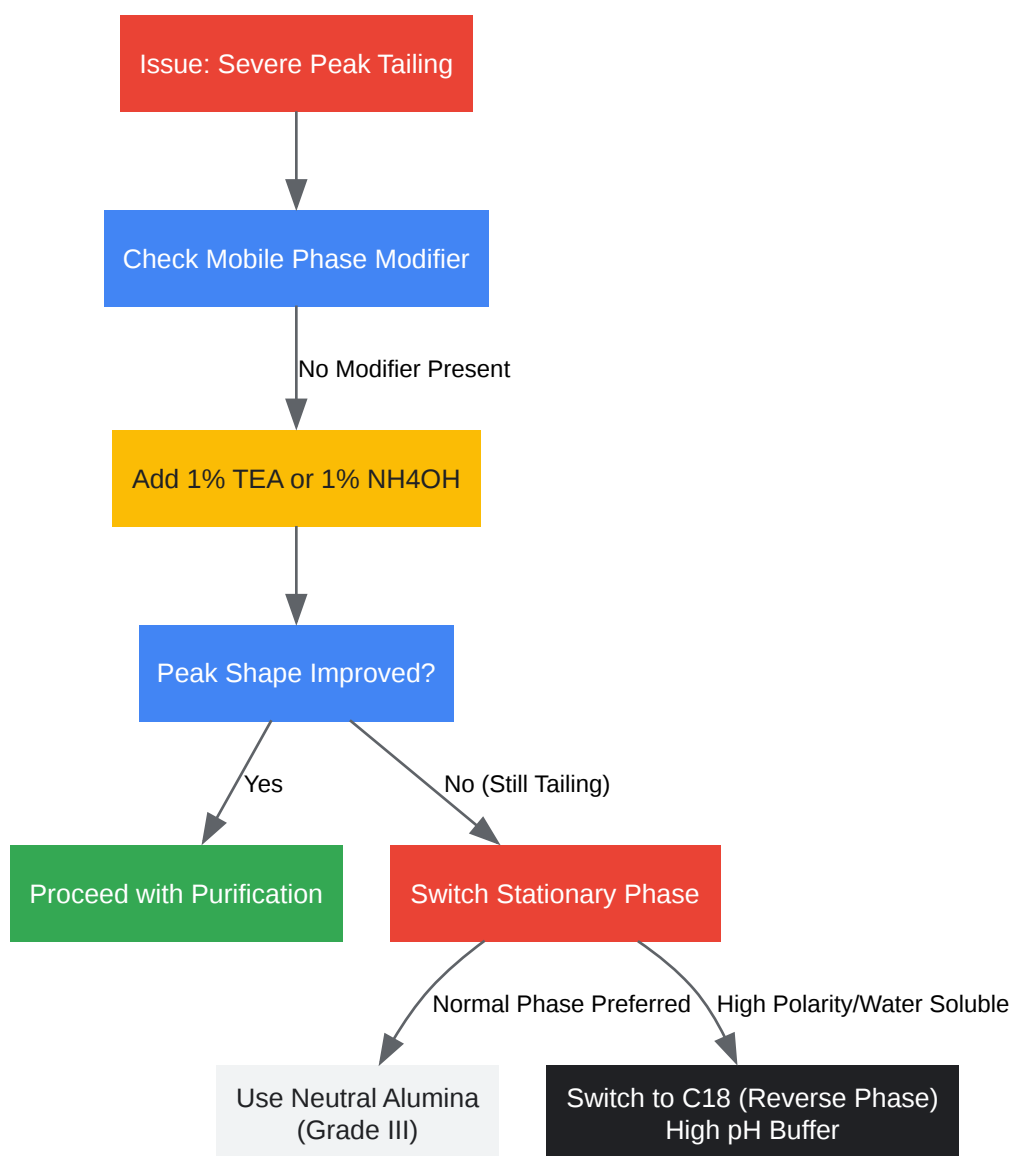 Issue: Severe Peak Tailing
Check Mobile Phase Modifier
No Modifier Present
Add 1% TEA or 1% NH4OH
Peak Shape Improved?
Yes
No (Still Tailing)
Proceed with Purification
Switch Stationary Phase
Normal Phase Preferred
High Polarity/Water Soluble
Use Neutral Alumina
(Grade III)
Switch to C18 (Reverse Phase)
High pH Buffer